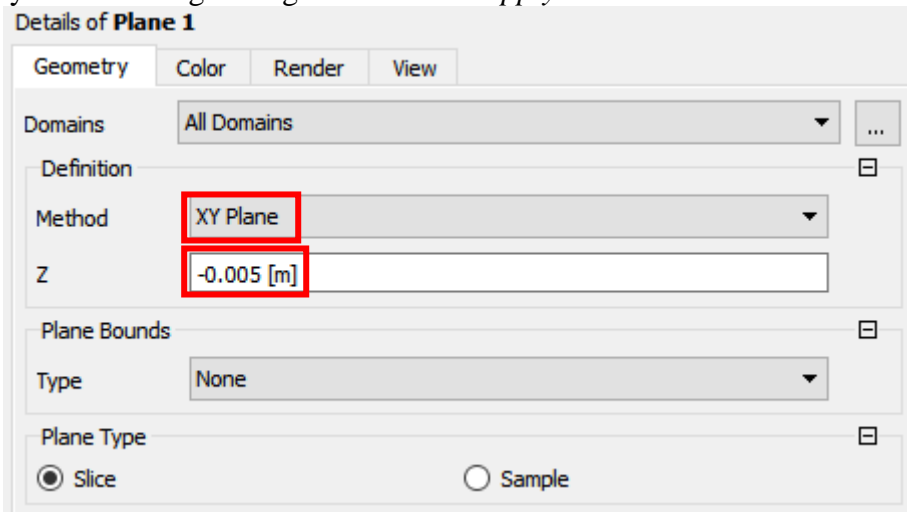 Details of Plane 1
Geometry Color Render View
Domains All Domains ...
Definition
Method XY Plane
Z -0.005 [m]
Plane Bounds
Type None
Plane Type
Slice Sample